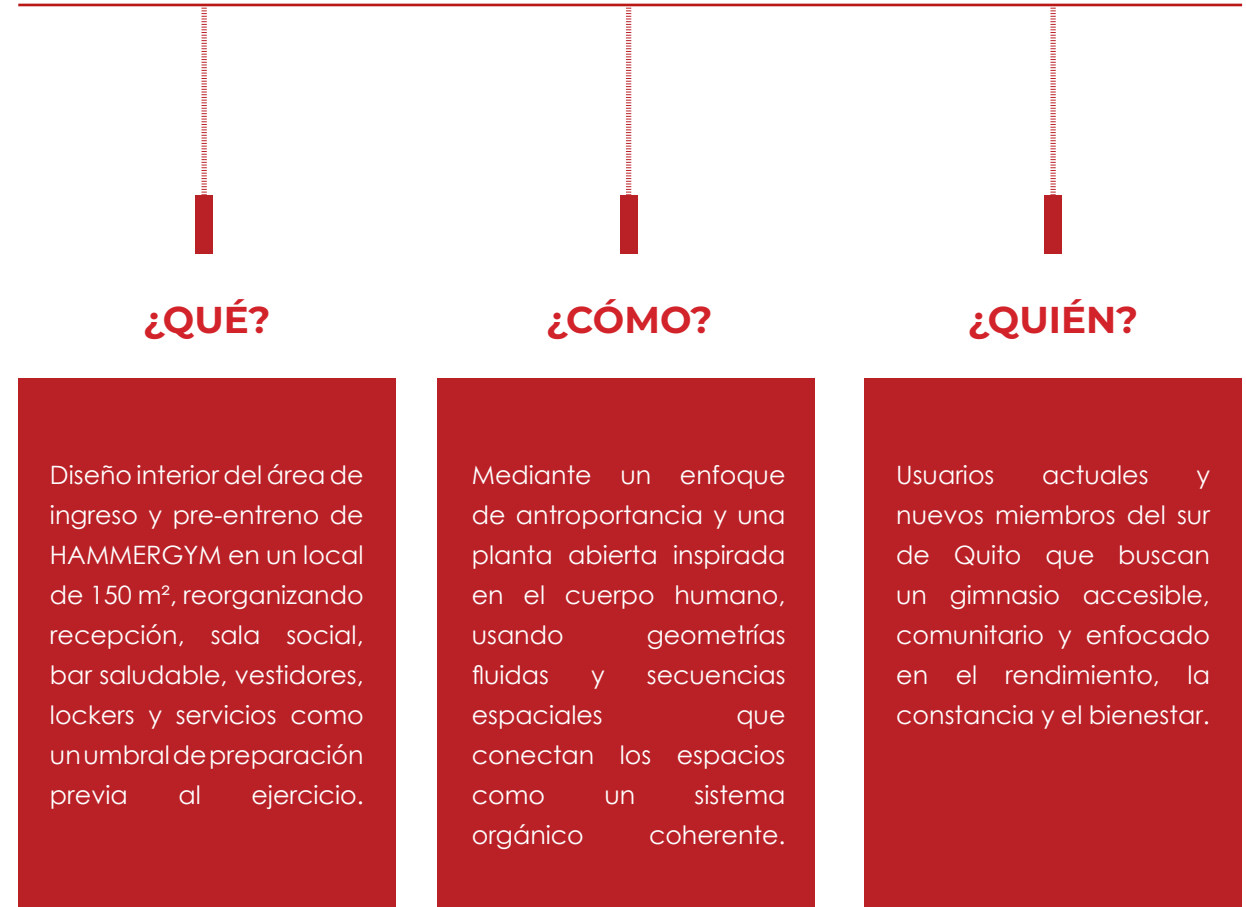 ¿QUÉ?
Diseño interior del área de
ingreso y pre-entreno de
HAMMERGYM en un local
de 150 m², reorganizando
recepción, sala social,
bar saludable, vestidores,
lockers y servicios como
un umbral de preparación
previa al ejercicio.
¿CÓMO?
Mediante un enfoque
de antroportancia y una
planta abierta inspirada
en el cuerpo humano,
usando geometrías
fluidas y secuencias
espaciales que
conectan los espacios
como un sistema
orgánico coherente.
¿QUIÉN?
Usuarios actuales y
nuevos miembros del sur
de Quito que buscan
un gimnasio accesible,
comunitario y enfocado
en el rendimiento, la
constancia y el bienestar.